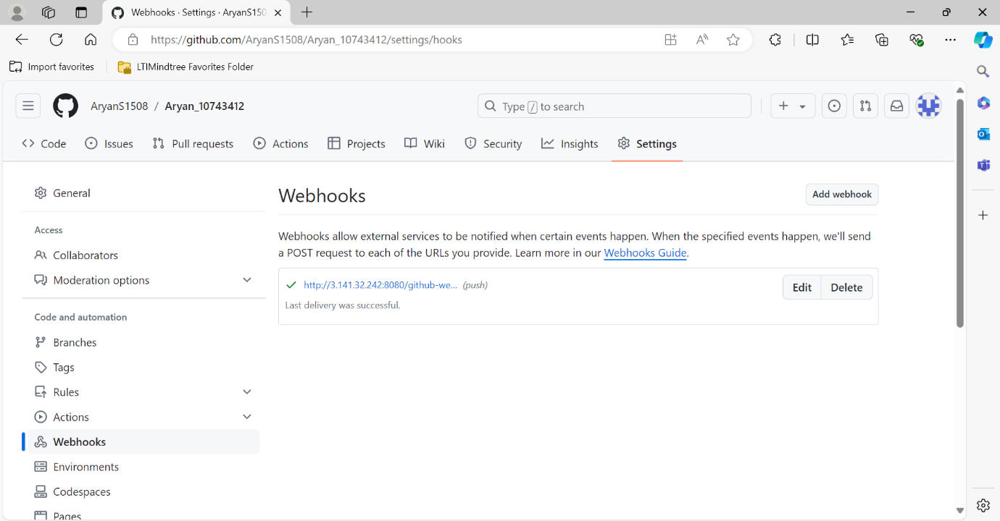 Webhooks · Settings · AryanS150
https://github.com/AryanS1508/Aryan_10743412/settings/hooks
Import favorites
LTIMindtree Favorites Folder
AryanS1508 / Aryan_10743412
Type / to search
Code
Issues
Pull requests
Actions
Projects
Wiki
Security
Insights
Settings
General
Access
Collaborators
Moderation options
Code and automation
Branches
Tags
Rules
Actions
Webhooks
Environments
Codespaces
Pages
Webhooks
Add webhook
Webhooks allow external services to be notified when certain events happen. When the specified events happen, we'll send
a POST request to each of the URLs you provide. Learn more in our Webhooks Guide.
http://3.141.32.242:8080/github-we... (push)
Edit
Delete
Last delivery was successful.